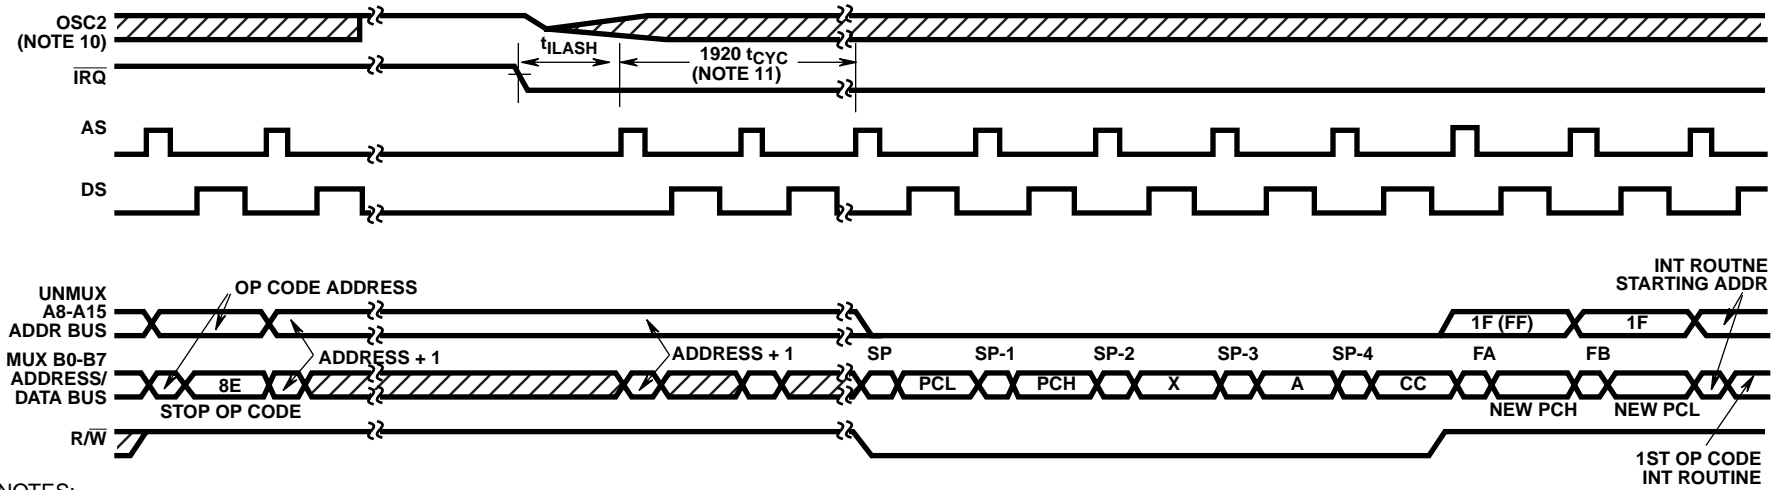 OSC2
(NOTE 10)
tILASH
1920 tCYC
(NOTE 11)
IRQ
AS
DS
INT ROUTNE
STARTING ADDR
OP CODE ADDRESS
UNMUX
A8-A15
ADDR BUS
1F (FF)
1F
MUX B0-B7
ADDRESS/
DATA BUS
ADDRESS + 1
ADDRESS + 1
SP
SP-1
SP-2
SP-3
SP-4
FA
FB
8E
PCL
PCH
X
A
CC
STOP OP CODE
NEW PCH
NEW PCL
R/W
1ST OP CODE
INT ROUTINE
NOTES: